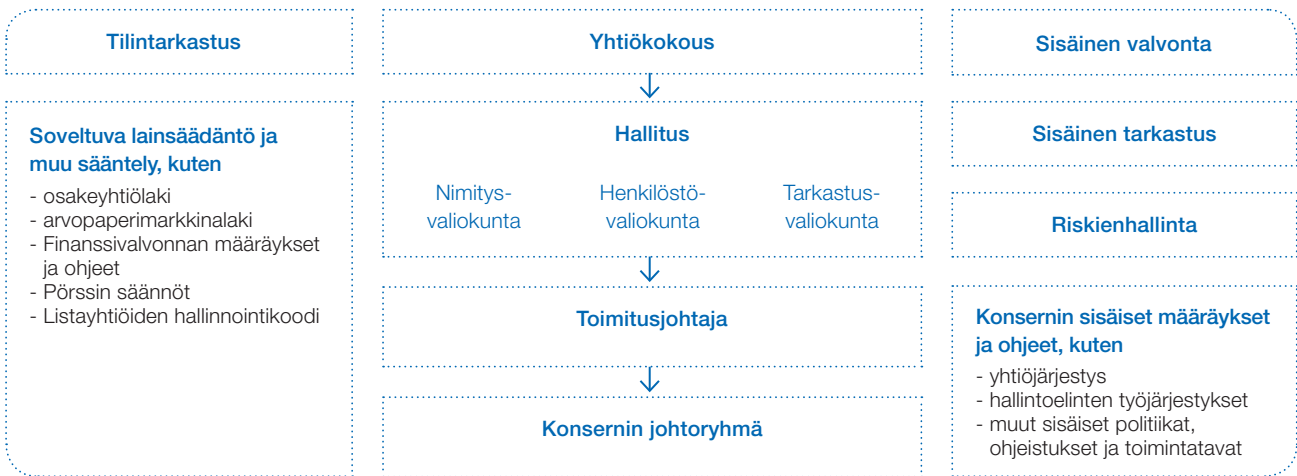 Tilintarkastus
Soveltuva lainsäädäntö ja
muu sääntely, kuten
- osakeyhtiölaki
- arvopaperimarkkinalaki
- Finanssivalvonnan määräykset
ja ohjeet
- Pörssin säännöt
- Listayhtiöiden hallinnointikoodi
Yhtiökokous
Hallitus
Nimitys-
valiokunta
Henkilöstö-
valiokunta
Tarkastus-
valiokunta
Toimitusjohtaja
Konsernin johtoryhmä
Sisäinen valvonta
Sisäinen tarkastus
Riskienhallinta
Konsernin sisäiset määräykset
ja ohjeet, kuten
- yhtiöjärjestys
- hallintoelinten työjärjestykset
- muut sisäiset politiikat,
ohjeistukset ja toimintatavat